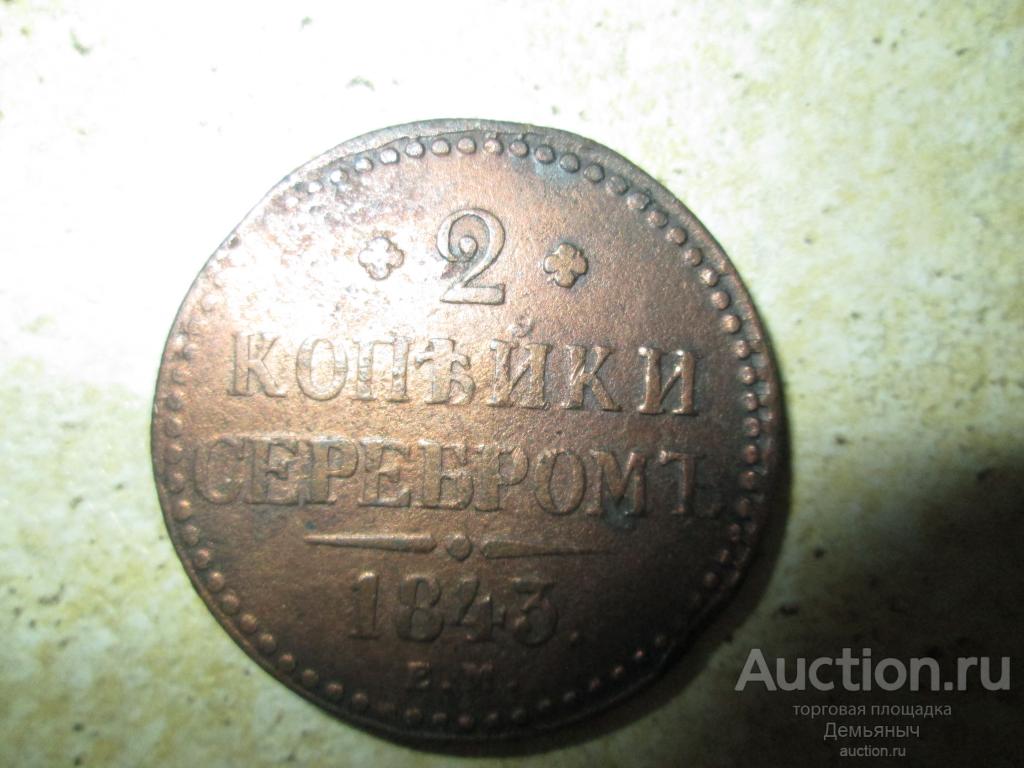 2
КОПѢЙКИ
СЕРЕБРОМЪ.
1843.
Е.М.
Auction.ru
торговая площадка
Демьяныч
auction.ru